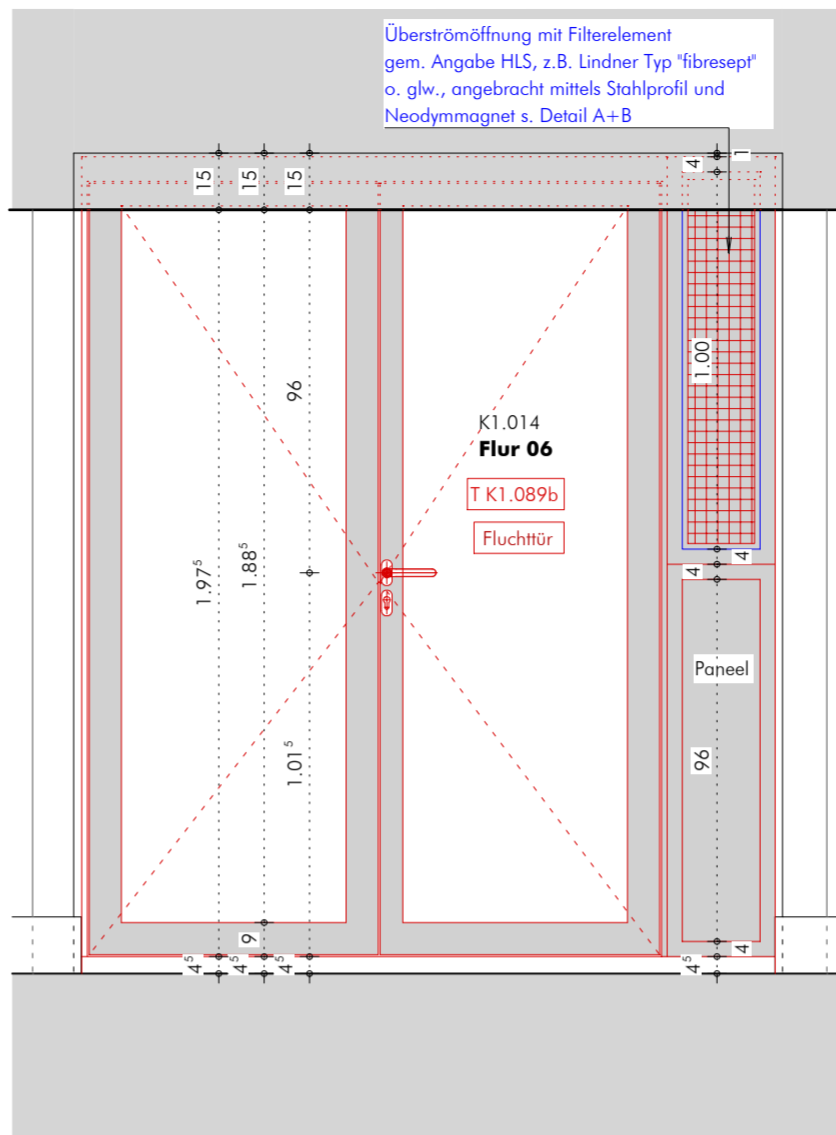 Überströmöffnung mit Filterelement
gem. Angabe HLS, z.B. Lindner Typ "fibresept"
o. glw., angebracht mittels Stahlprofil und
Neodymmagnet s. Detail A+B
15
15
15
4
1
96
1.00
K1.014
Flur 06
T K1.089b
Fluchttür
1.97⁵
1.88⁵
4
4
Paneel
1.01⁵
96
9
4
4⁵
4⁵
4⁵
4⁵